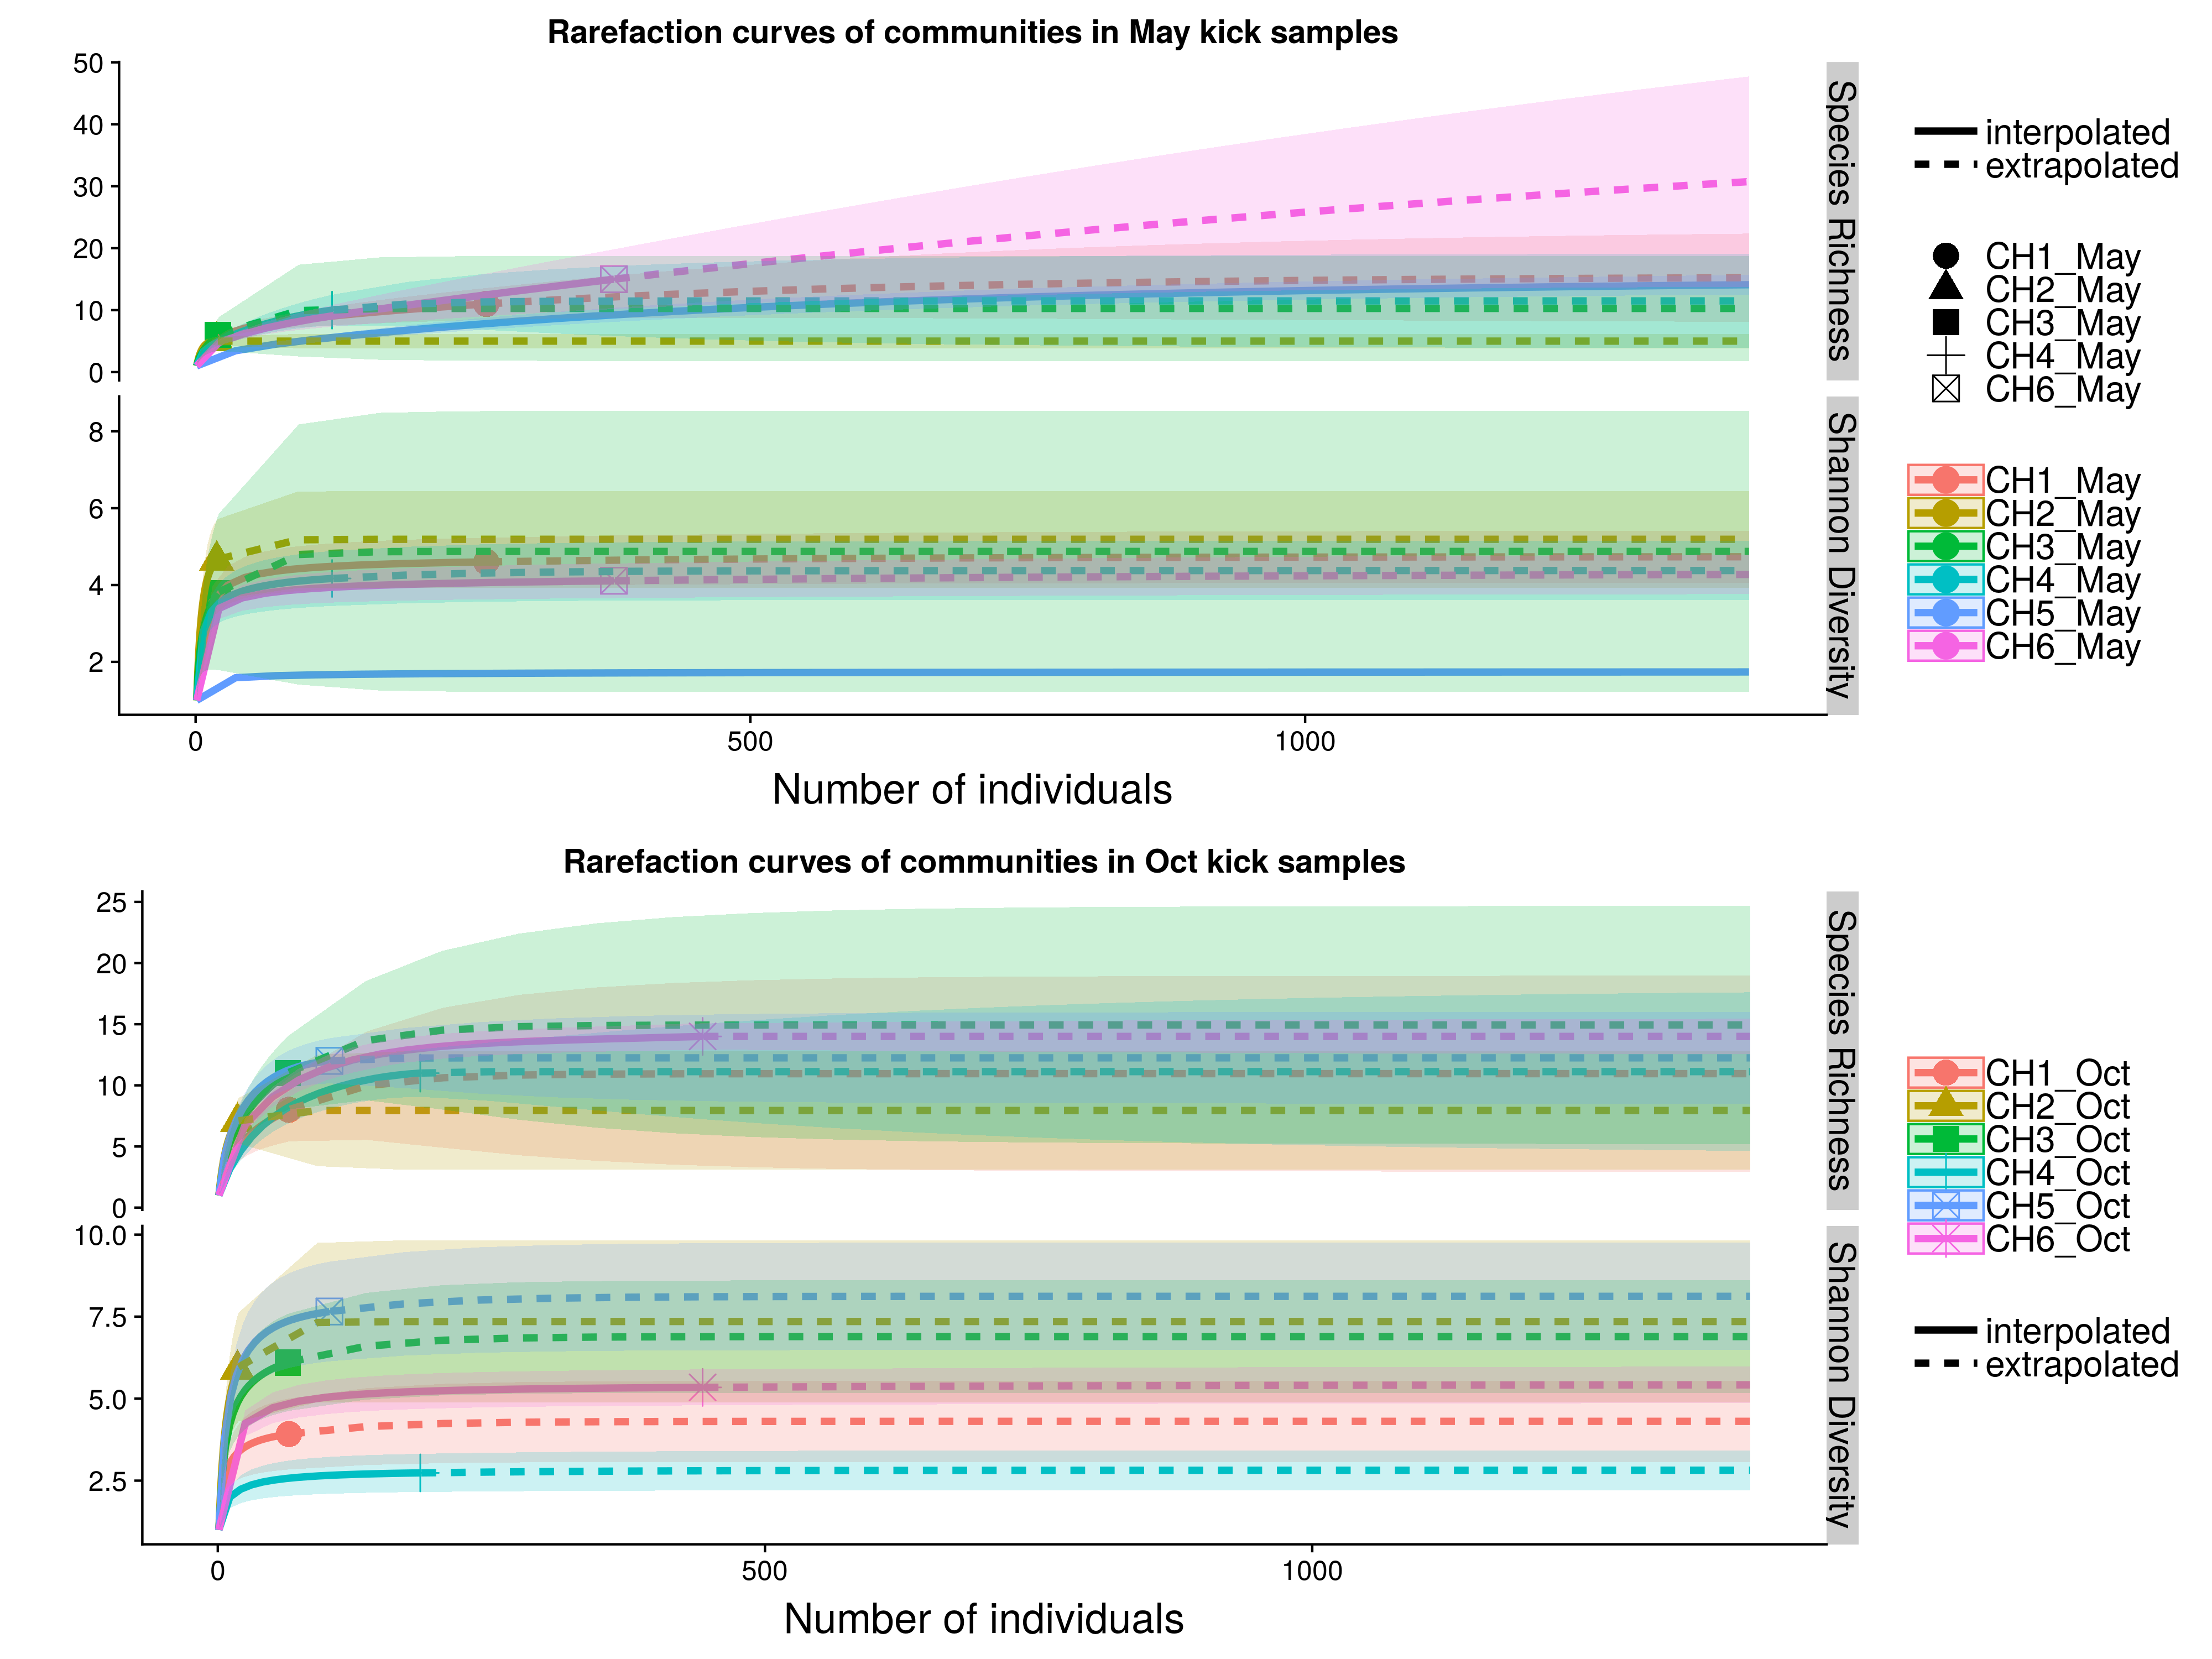 Rarefaction curves of communities in May kick samples
50
40
30
20
10
0
Species Richness
8
6
4
2
Shannon Diversity
0 500 1000
Number of individuals
interpolated
extrapolated
CH1_May
CH2_May
CH3_May
CH4_May
CH6_May
CH1_May
CH2_May
CH3_May
CH4_May
CH5_May
CH6_May
Rarefaction curves of communities in Oct kick samples
25
20
15
10
5
0
Species Richness
10.0
7.5
5.0
2.5
Shannon Diversity
0 500 1000
Number of individuals
CH1_Oct
CH2_Oct
CH3_Oct
CH4_Oct
CH5_Oct
CH6_Oct
interpolated
extrapolated